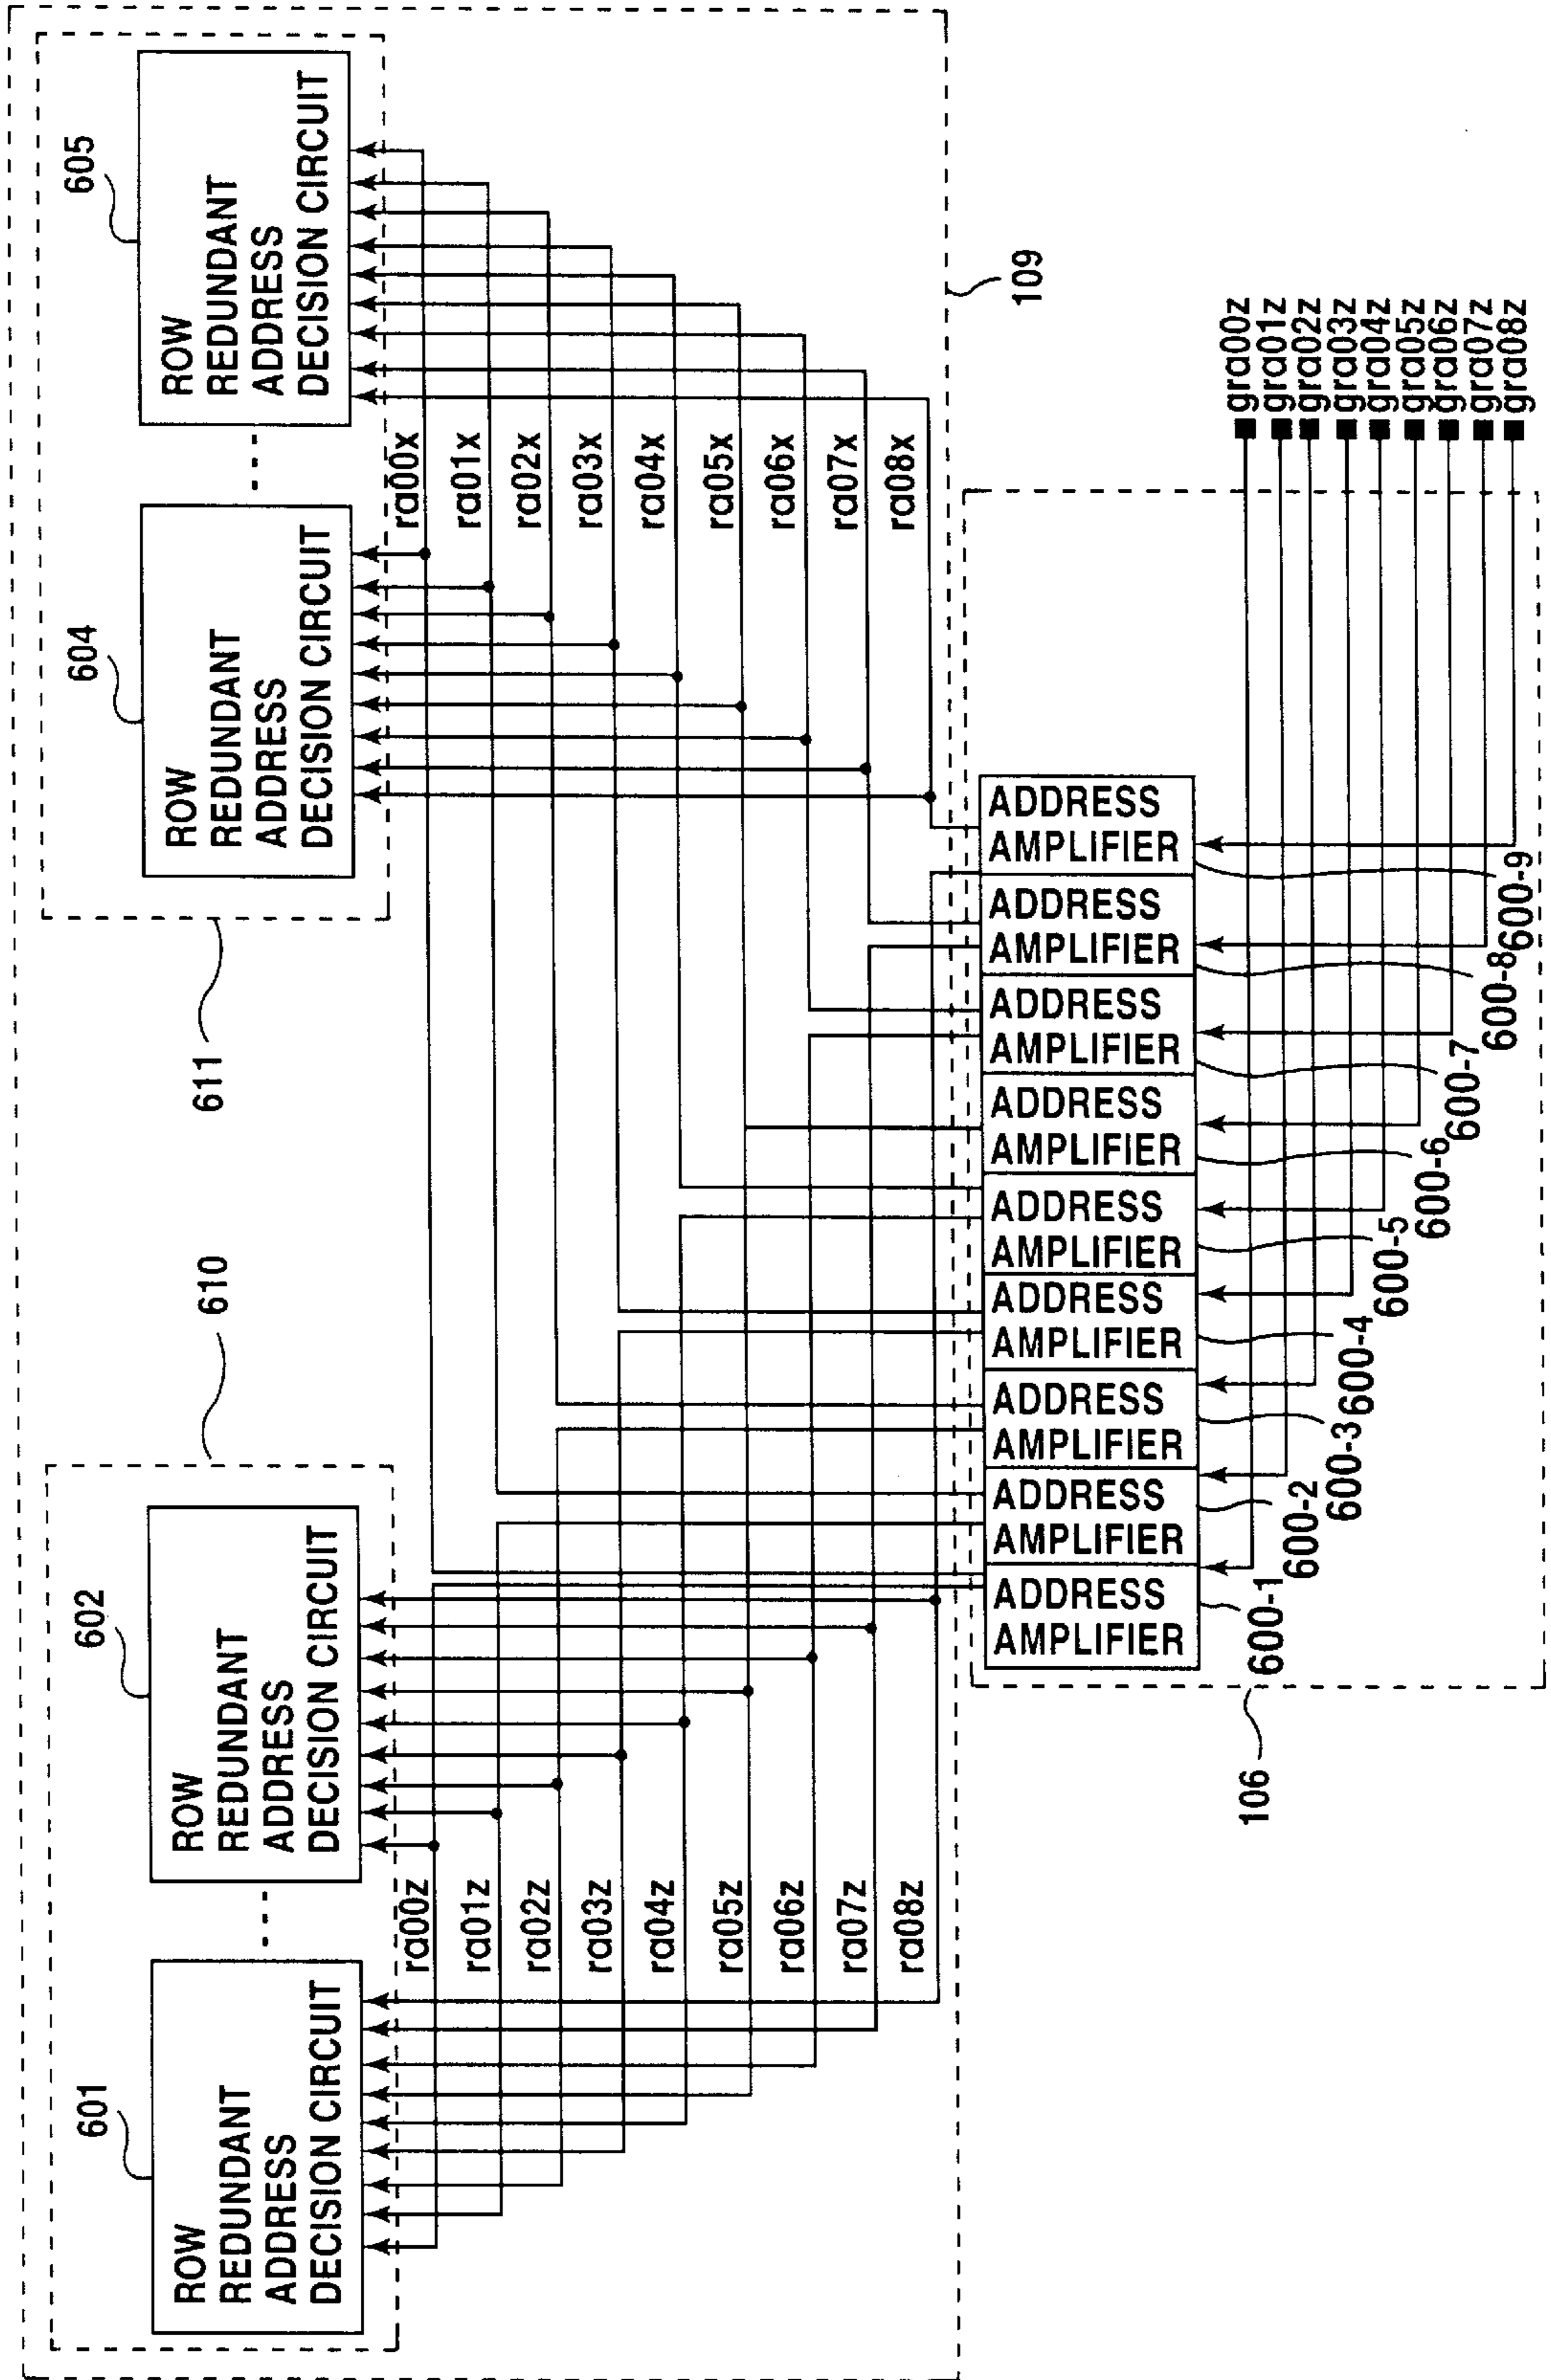 601
ROW
REDUNDANT
ADDRESS
DECISION CIRCUIT
602
ROW
REDUNDANT
ADDRESS
DECISION CIRCUIT
610
611
604
ROW
REDUNDANT
ADDRESS
DECISION CIRCUIT
605
ROW
REDUNDANT
ADDRESS
DECISION CIRCUIT
ra00z
ra01z
ra02z
ra03z
ra04z
ra05z
ra06z
ra07z
ra08z
ra00x
ra01x
ra02x
ra03x
ra04x
ra05x
ra06x
ra07x
ra08x
109
ADDRESS
AMPLIFIER
ADDRESS
AMPLIFIER
ADDRESS
AMPLIFIER
ADDRESS
AMPLIFIER
ADDRESS
AMPLIFIER
ADDRESS
AMPLIFIER
ADDRESS
AMPLIFIER
ADDRESS
AMPLIFIER
ADDRESS
AMPLIFIER
106
600-1
600-2
600-3
600-4
600-5
600-6
600-7
600-8
600-9
gra00z
gra01z
gra02z
gra03z
gra04z
gra05z
gra06z
gra07z
gra08z